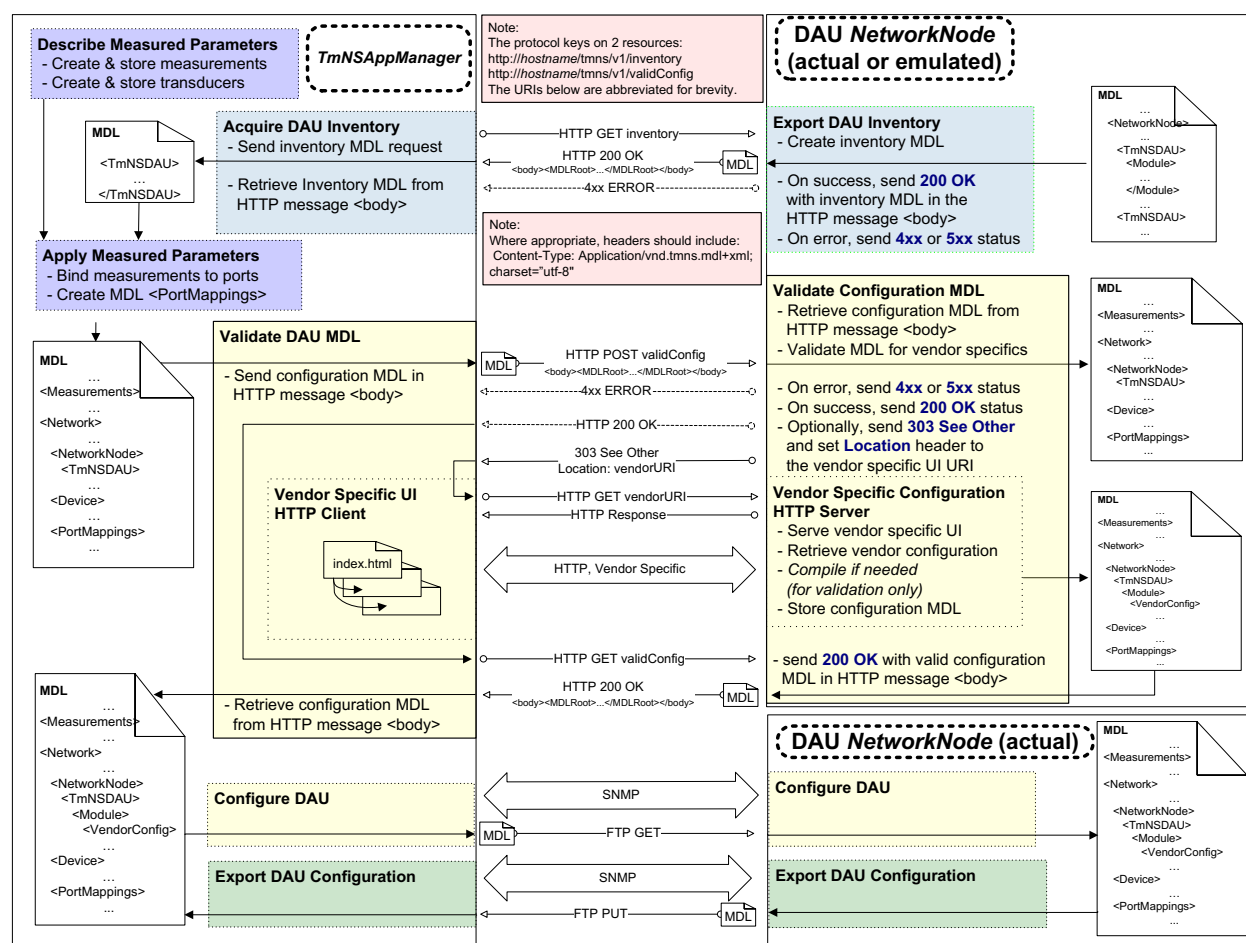 Describe Measured Parameters
- Create & store measurements
- Create & store transducers
TmNSAppManager
Note:
The protocol keys on 2 resources:
http://hostname/tmns/v1/inventory
http://hostname/tmns/v1/validConfig
The URIs below are abbreviated for brevity.
DAU NetworkNode
(actual or emulated)
MDL
<TmNSDAU>
...
</TmNSDAU>
Acquire DAU Inventory
- Send inventory MDL request
- Retrieve Inventory MDL from
HTTP message <body>
HTTP GET inventory
HTTP 200 OK
<body><MDLRoot>...</MDLRoot></body>
MDL
4xx ERROR
Export DAU Inventory
- Create inventory MDL
- On success, send 200 OK
with inventory MDL in the
HTTP message <body>
- On error, send 4xx or 5xx status
MDL
...
<NetworkNode>
...
<TmNSDAU>
<Module>
...
</Module>
...
<TmNSDAU>
Note:
Where appropriate, headers should include:
Content-Type: Application/vnd.tmns.mdl+xml;
charset="utf-8"
Apply Measured Parameters
- Bind measurements to ports
- Create MDL <PortMappings>
MDL
...
<Measurements>
...
<Network>
...
<NetworkNode>
<TmNSDAU>
...
<Device>
...
<PortMappings>
...
Validate DAU MDL
- Send configuration MDL in
HTTP message <body>
MDL
HTTP POST validConfig
<body><MDLRoot>...</MDLRoot></body>
4xx ERROR
HTTP 200 OK
303 See Other
Location: vendorURI
HTTP GET vendorURI
HTTP Response
HTTP, Vendor Specific
Vendor Specific UI
HTTP Client
index.html
Validate Configuration MDL
- Retrieve configuration MDL from
HTTP message <body>
- Validate MDL for vendor specifics
- On error, send 4xx or 5xx status
- On success, send 200 OK status
- Optionally, send 303 See Other
and set Location header to
the vendor specific UI URI
Vendor Specific Configuration
HTTP Server
- Serve vendor specific UI
- Retrieve vendor configuration
- Compile if needed
(for validation only)
- Store configuration MDL
MDL
...
<Measurements>
...
<Network>
...
<NetworkNode>
<TmNSDAU>
...
<Device>
...
<PortMappings>
...
MDL
...
<Measurements>
...
<Network>
...
<NetworkNode>
<TmNSDAU>
<Module>
<VendorConfig>
...
<Device>
...
<PortMappings>
...
HTTP GET validConfig
HTTP 200 OK
<body><MDLRoot>...</MDLRoot></body>
MDL
- send 200 OK with valid configuration
MDL in HTTP message <body>
- Retrieve configuration MDL
from HTTP message <body>
MDL
...
<Measurements>
...
<Network>
...
<NetworkNode>
<TmNSDAU>
<Module>
<VendorConfig>
...
<Device>
...
<PortMappings>
...
DAU NetworkNode (actual)
Configure DAU
SNMP
MDL
FTP GET
Configure DAU
Export DAU Configuration
SNMP
FTP PUT
MDL
Export DAU Configuration
MDL
...
<Measurements>
...
<Network>
...
<NetworkNode>
<TmNSDAU>
<Module>
<VendorConfig>
...
<Device>
...
<PortMappings>
...